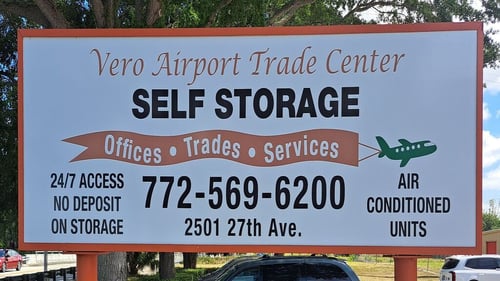 Vero Airport Trade Center
SELF STORAGE
Offices • Trades • Services
24/7 ACCESS
NO DEPOSIT
ON STORAGE
772-569-6200
2501 27th Ave.
AIR
CONDITIONED
UNITS